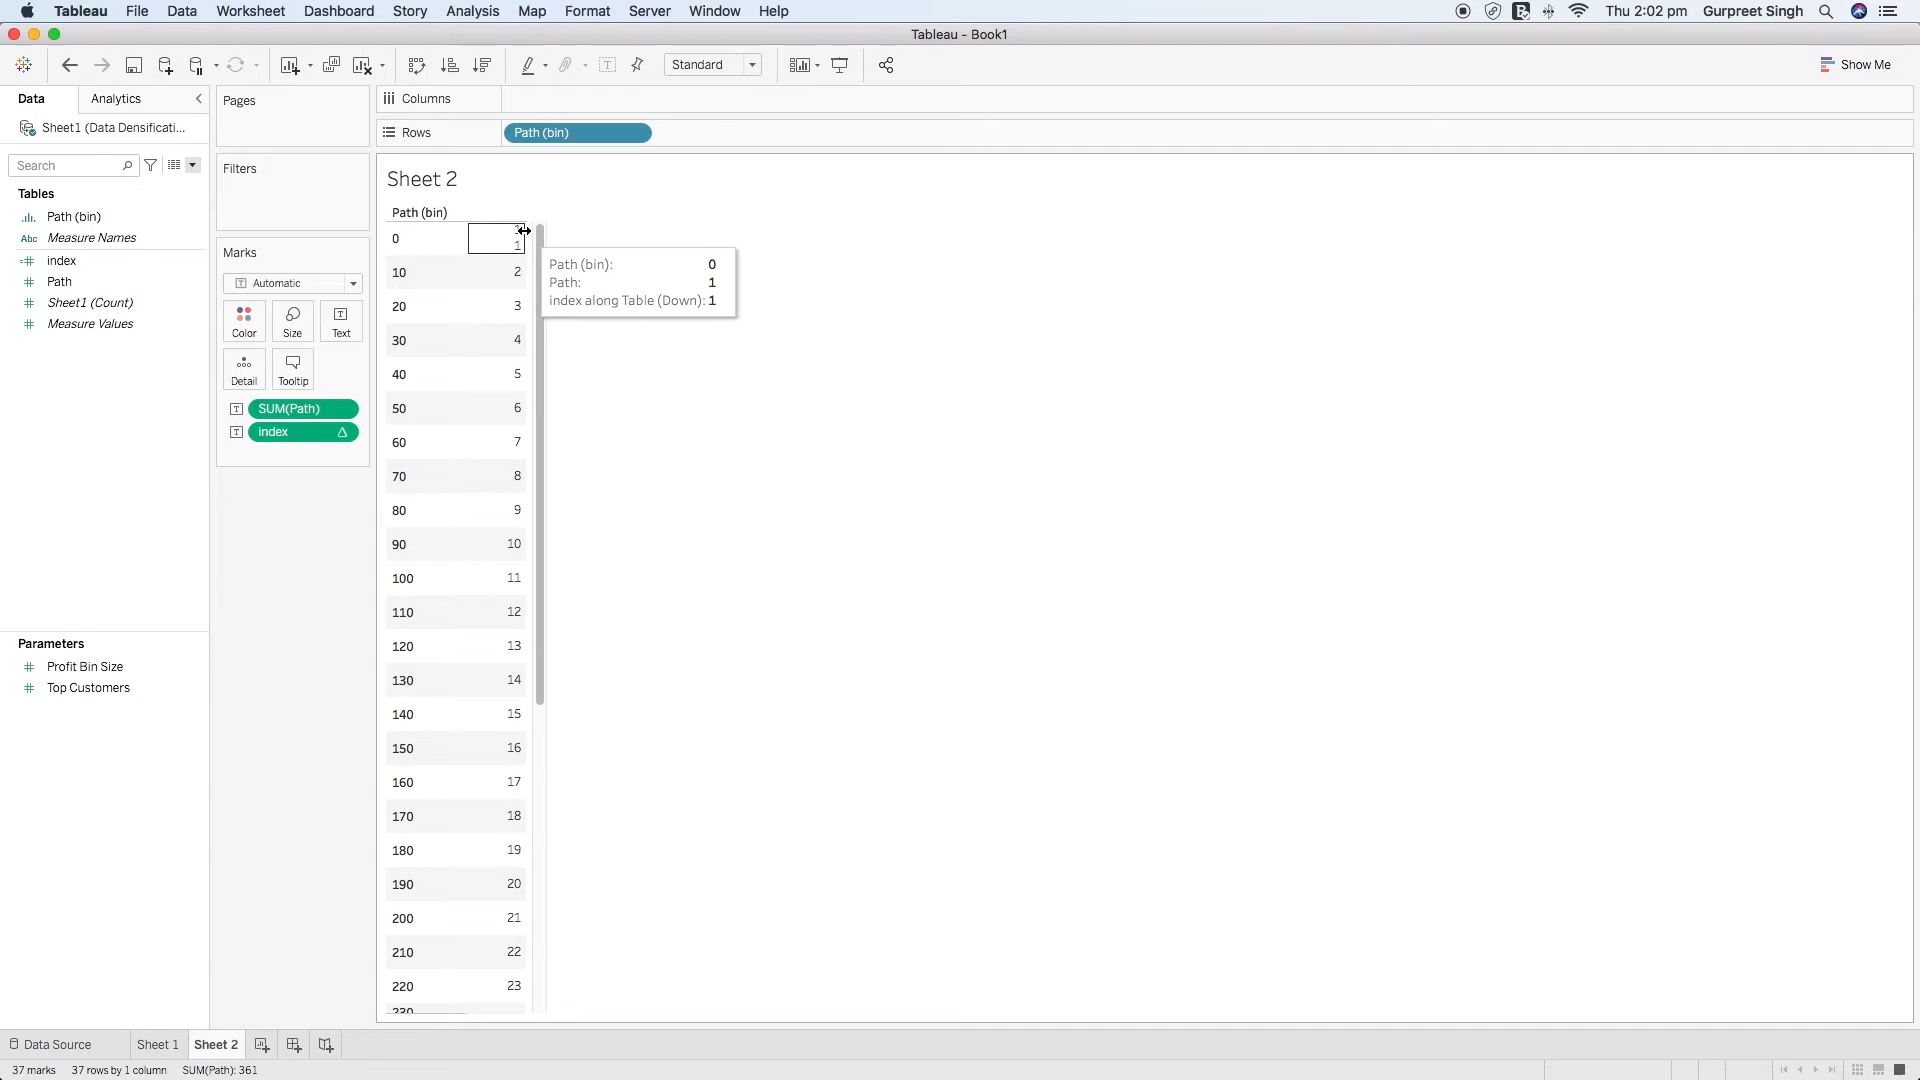 Tableau File Data Worksheet Dashboard Story Analysis Map Format Server Window Help Thu 2:02 pm Gurpreet Singh
Tableau - Book1
Standard
Show Me
Data
Analytics
Sheet1 (Data Densificati...
Search
Tables
Path (bin)
Abc Measure Names
index
Path
Sheet1 (Count)
Measure Values
Parameters
Profit Bin Size
Top Customers
Pages
Filters
Marks
Automatic
Color
Size
Text
Detail
Tooltip
SUM(Path)
index
Columns
Rows
Path (bin)
Sheet 2
Path (bin)
0 1
10 2
20 3
30 4
40 5
50 6
60 7
70 8
80 9
90 10
100 11
110 12
120 13
130 14
140 15
150 16
160 17
170 18
180 19
190 20
200 21
210 22
220 23
230
Path (bin): 0
Path: 1
index along Table (Down): 1
Data Source
Sheet 1
Sheet 2
37 marks 37 rows by 1 column SUM(Path): 361